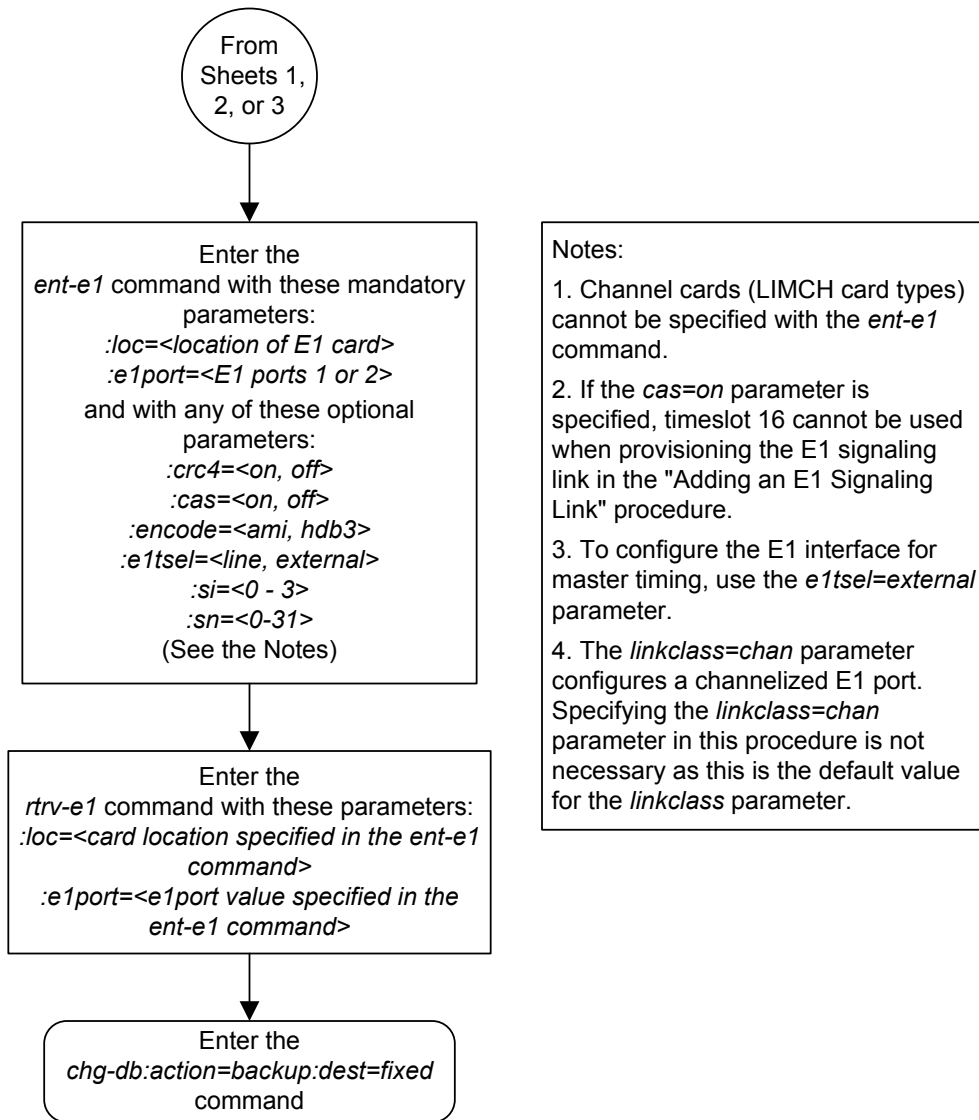 From
Sheets 1,
2, or 3
Enter the
ent-e1 command with these mandatory
parameters:
:loc=<location of E1 card>
:e1port=<E1 ports 1 or 2>
and with any of these optional
parameters:
:crc4=<on, off>
:cas=<on, off>
:encode=<ami, hdb3>
:e1tsel=<line, external>
:si=<0 - 3>
:sn=<0-31>
(See the Notes)
Notes:
1. Channel cards (LIMCH card types)
cannot be specified with the ent-e1
command.
2. If the cas=on parameter is
specified, timeslot 16 cannot be used
when provisioning the E1 signaling
link in the "Adding an E1 Signaling
Link" procedure.
3. To configure the E1 interface for
master timing, use the e1tsel=external
parameter.
4. The linkclass=chan parameter
configures a channelized E1 port.
Specifying the linkclass=chan
parameter in this procedure is not
necessary as this is the default value
for the linkclass parameter.
Enter the
rtrv-e1 command with these parameters:
:loc=<card location specified in the ent-e1
command>
:e1port=<e1port value specified in the
ent-e1 command>
Enter the
chg-db:action=backup:dest=fixed
command